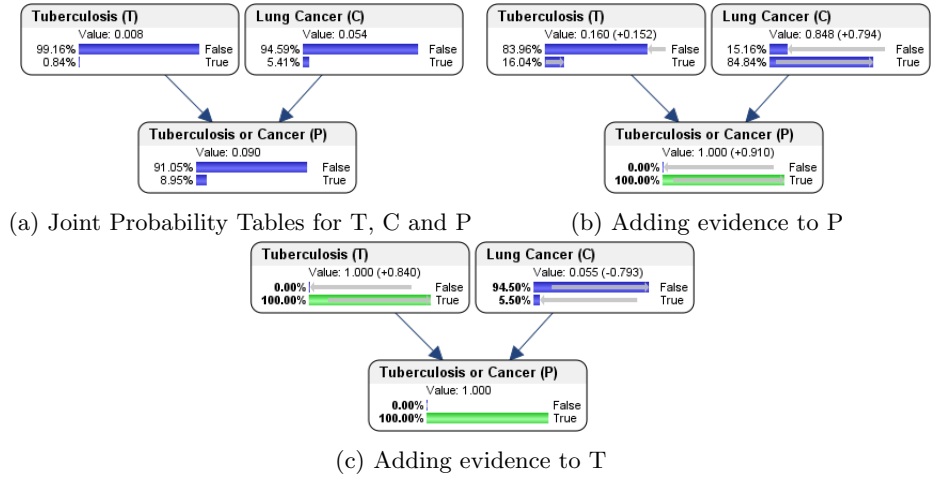 Tuberculosis (T)
Value: 0.008
99.16% False
0.84% True
Lung Cancer (C)
Value: 0.054
94.59% False
5.41% True
Tuberculosis or Cancer (P)
Value: 0.090
91.05% False
8.95% True
(a) Joint Probability Tables for T, C and P
Tuberculosis (T)
Value: 0.160 (+0.152)
83.96% False
16.04% True
Lung Cancer (C)
Value: 0.848 (+0.794)
15.16% False
84.84% True
Tuberculosis or Cancer (P)
Value: 1.000 (+0.910)
0.00% False
100.00% True
(b) Adding evidence to P
Tuberculosis (T)
Value: 1.000 (+0.840)
0.00% False
100.00% True
Lung Cancer (C)
Value: 0.055 (-0.793)
94.50% False
5.50% True
Tuberculosis or Cancer (P)
Value: 1.000
0.00% False
100.00% True
(c) Adding evidence to T